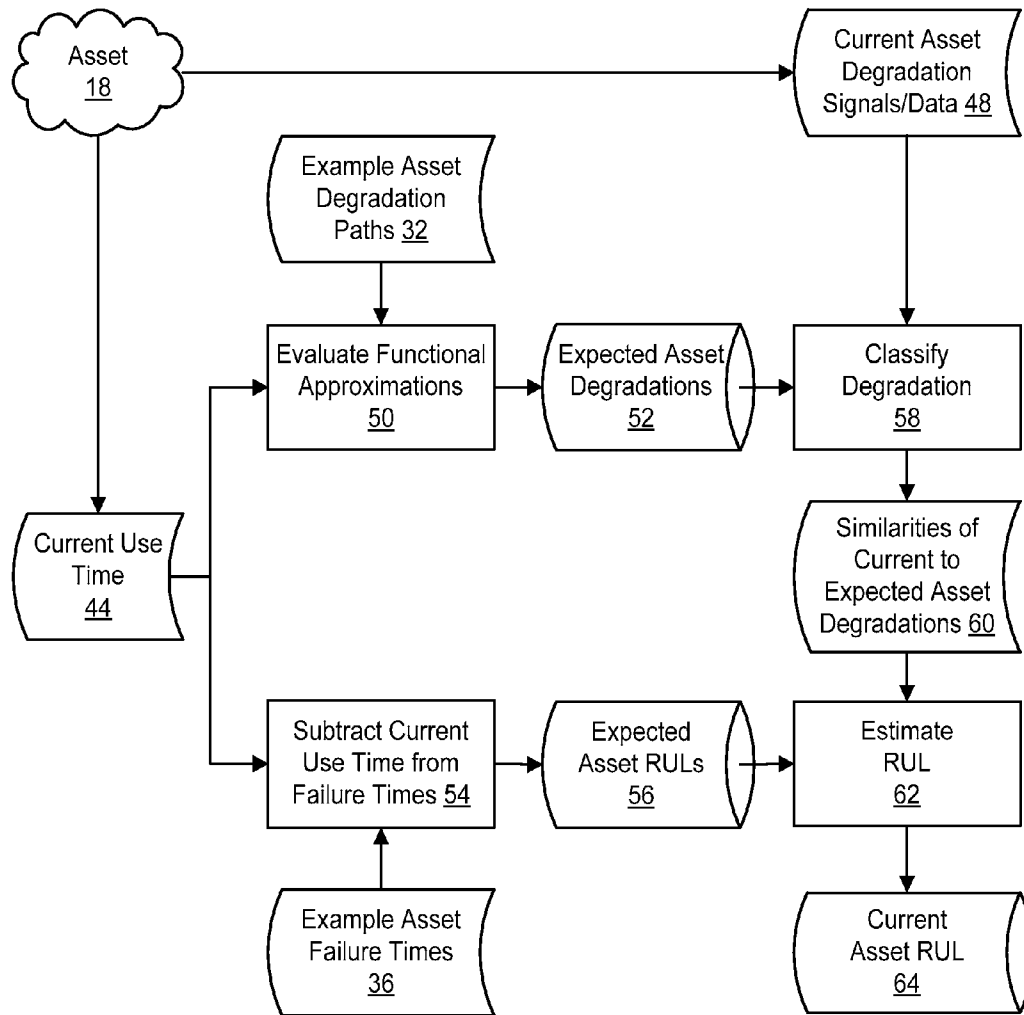 Asset
18
Current Asset
Degradation
Signals/Data 48
Example Asset
Degradation
Paths 32
Evaluate Functional
Approximations
50
Expected Asset
Degradations
52
Classify
Degradation
58
Current Use
Time
44
Similarities of
Current to
Expected Asset
Degradations 60
Subtract Current
Use Time from
Failure Times 54
Expected
Asset RULs
56
Estimate
RUL
62
Example Asset
Failure Times
36
Current
Asset RUL
64